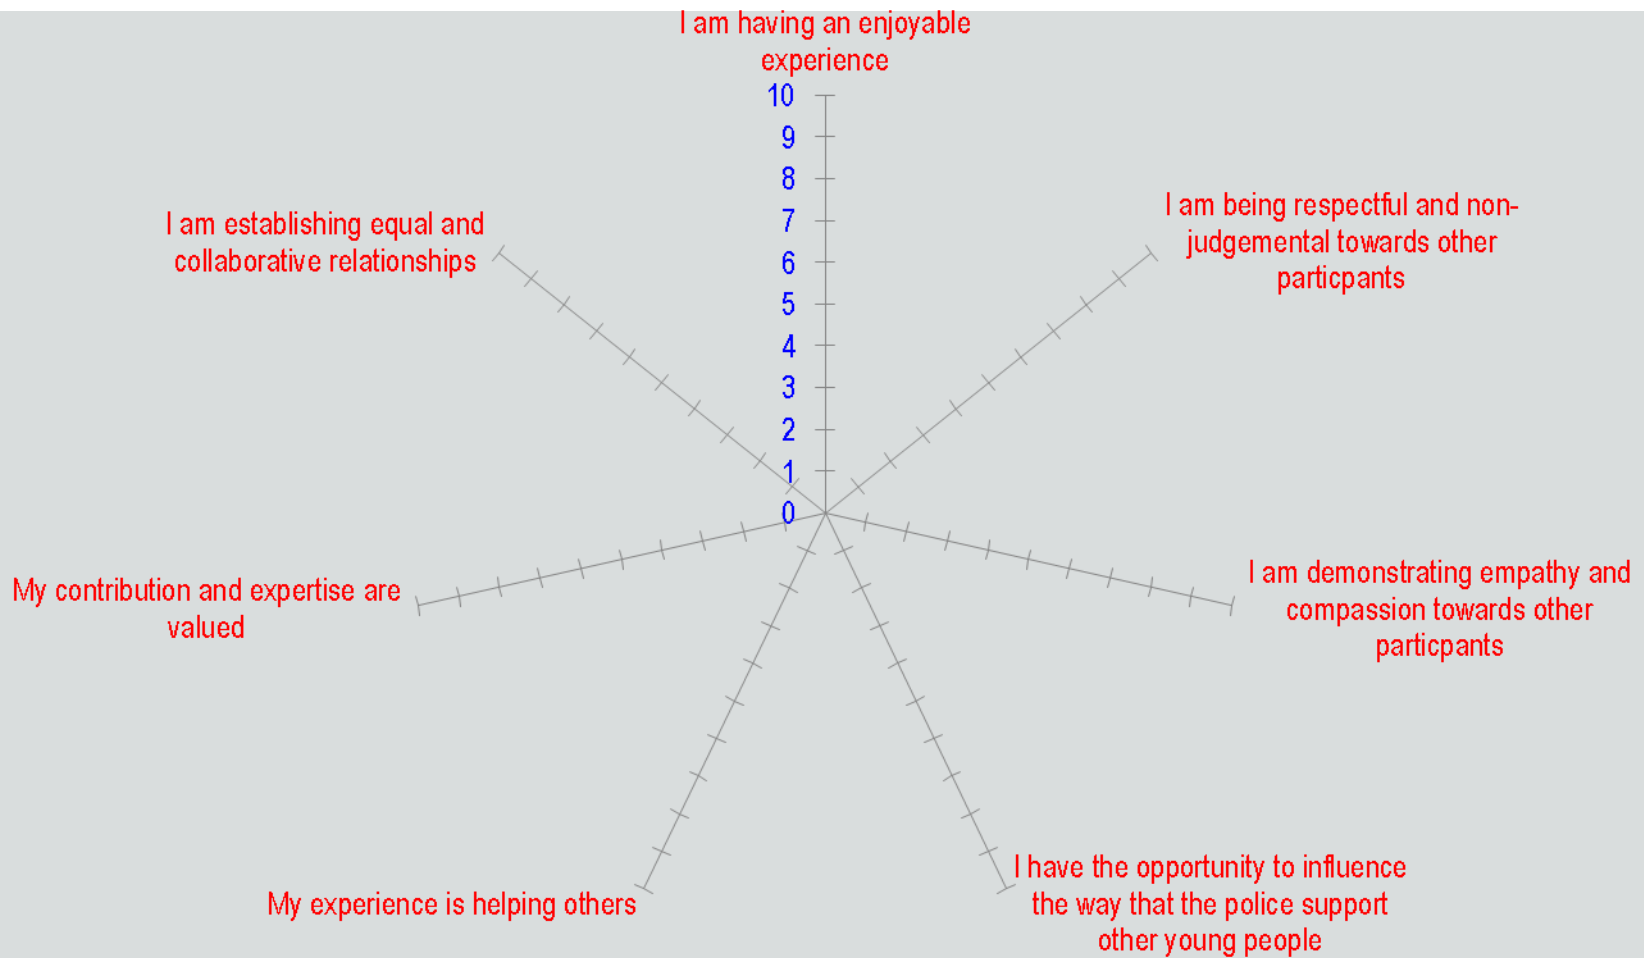 I am having an enjoyable
experience
10
9
8
7
6
5
4
3
2
1
0
I am being respectful and non-
judgemental towards other
particpants
I am demonstrating empathy and
compassion towards other
particpants
I have the opportunity to influence
the way that the police support
other young people
My experience is helping others
My contribution and expertise are
valued
I am establishing equal and
collaborative relationships